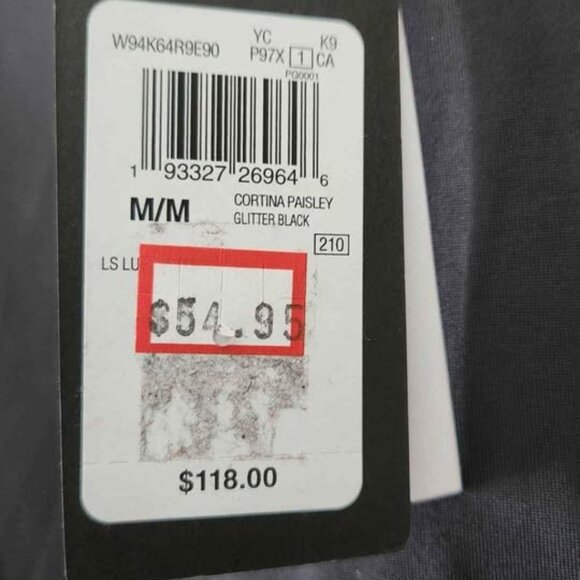 YC K9
W94K64R9E90 P97X 1 CA
PG0001
1 93327 26964 6
M/M CORTINA PAISLEY
GLITTER BLACK
210
LS LU
$54.95
$118.00